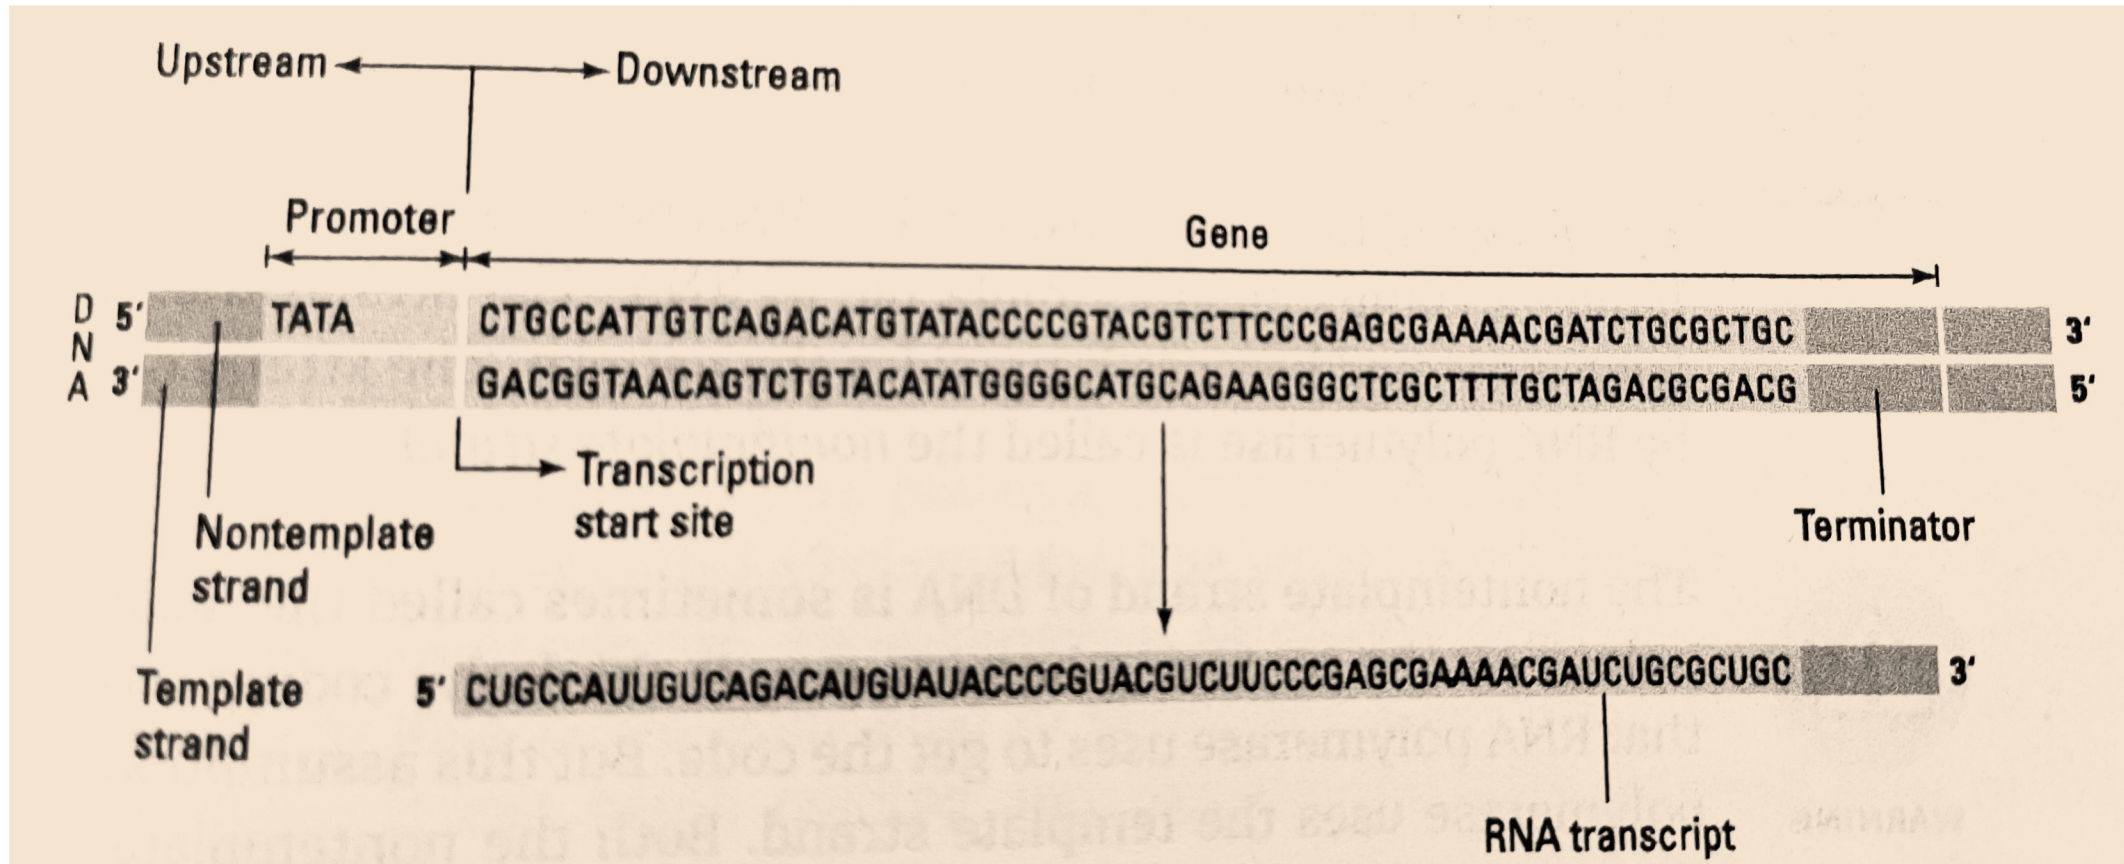 Upstream Downstream
Promoter
Gene
DNA
5' TATA CTGCCATTGTCAGACATGTATACCCCGTACGTCTTCCCGAGCGAAAACGATCTGCGCTGC 3'
3' GACGGTAACAGTCTGTACATATGGGGCATGCAGAAGGGCTCGCTTTTGCTAGACGCGACG 5'
Transcription
start site
Nontemplate
strand
Terminator
Template
strand
5' CUGCCAUUGUCAGACAUGUAUACCCCGUACGUCUUCCCGAGCGAAAACGAUCUGCGCUGC 3'
RNA transcript